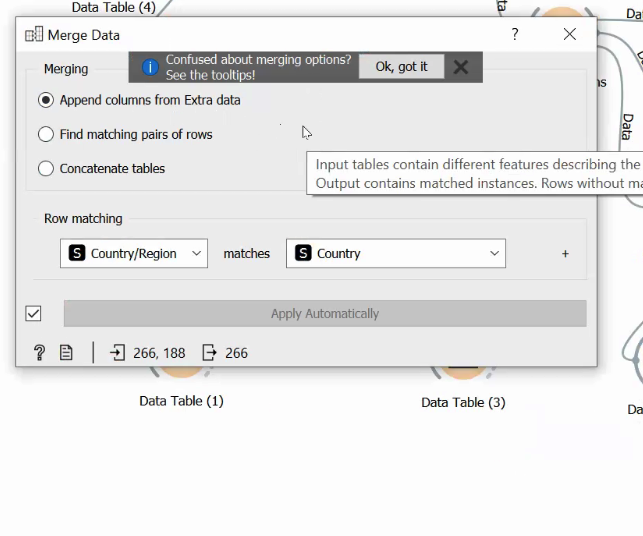 Data Table (4)
Da
Merge Data
?
Merging
Confused about merging options?
See the tooltips!
Ok, got it
ns
Append columns from Extra data
Find matching pairs of rows
Data
Concatenate tables
Input tables contain different features describing the
Output contains matched instances. Rows without ma
Row matching
S Country/Region
matches
S Country
+
Apply Automatically
?
266, 188
266
Data Table (1)
Data Table (3)
Da